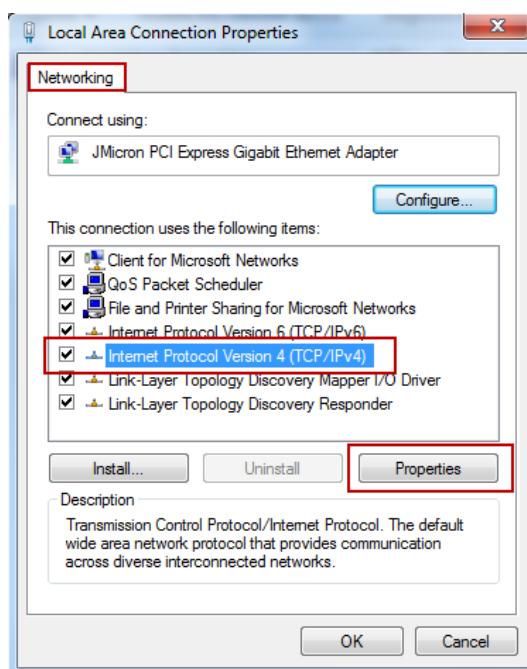 Local Area Connection Properties
Networking
Connect using:
JMicron PCI Express Gigabit Ethernet Adapter
Configure...
This connection uses the following items:
Client for Microsoft Networks
QoS Packet Scheduler
File and Printer Sharing for Microsoft Networks
Internet Protocol Version 6 (TCP/IPv6)
Internet Protocol Version 4 (TCP/IPv4)
Link-Layer Topology Discovery Mapper I/O Driver
Link-Layer Topology Discovery Responder
Install... Uninstall Properties
Description
Transmission Control Protocol/Internet Protocol. The default
wide area network protocol that provides communication
across diverse interconnected networks.
OK Cancel